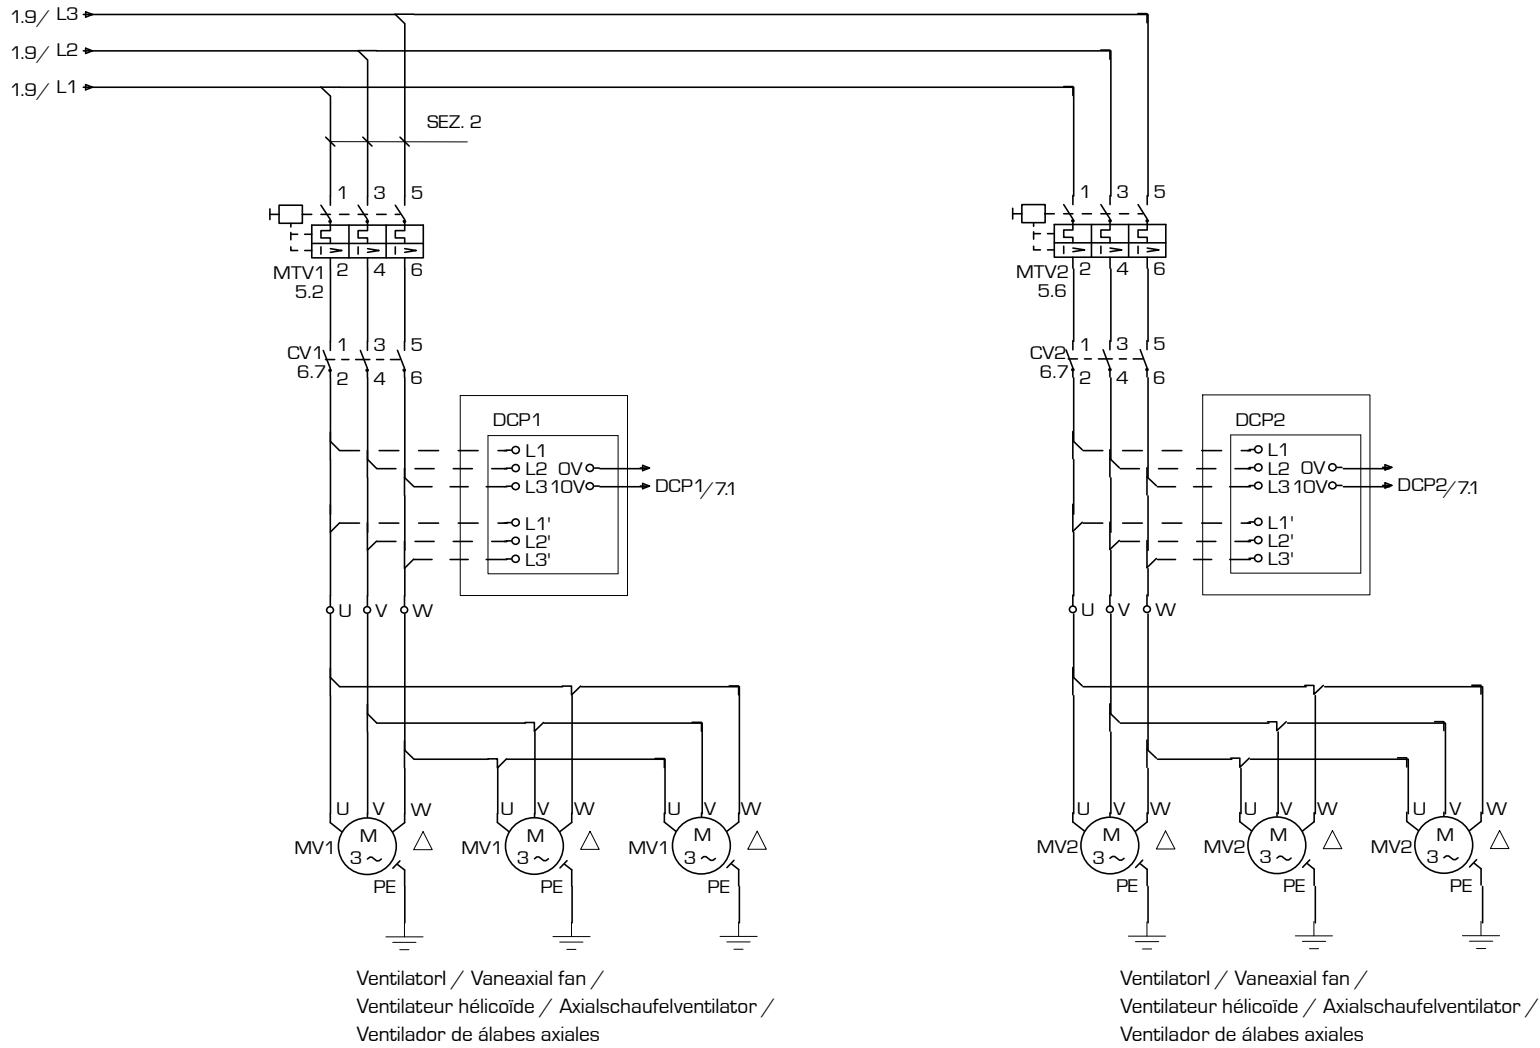 1.9/ L3
1.9/ L2
1.9/ L1
SEZ. 2
1 3 5
1 3 5
I > I > I >
I > I > I >
MTV1 2 4 6
5.2
MTV2 2 4 6
5.6
CV1 1 3 5
6.7 2 4 6
CV2 1 3 5
6.7 2 4 6
DCP1
L1
L2 0V
L3 10V DCP1/7.1
L1'
L2'
L3'
DCP2
L1
L2 0V
L3 10V DCP2/7.1
L1'
L2'
L3'
U V W
U V W
U V W U V W U V W
MV1 M 3~ MV1 M 3~ MV1 M 3~
PE PE PE
U V W U V W U V W
MV2 M 3~ MV2 M 3~ MV2 M 3~
PE PE PE
Ventilatorl / Vaneaxial fan /
Ventilateur hélicoïde / Axialschaufelventilator /
Ventilador de álabes axiales
Ventilatorl / Vaneaxial fan /
Ventilateur hélicoïde / Axialschaufelventilator /
Ventilador de álabes axiales